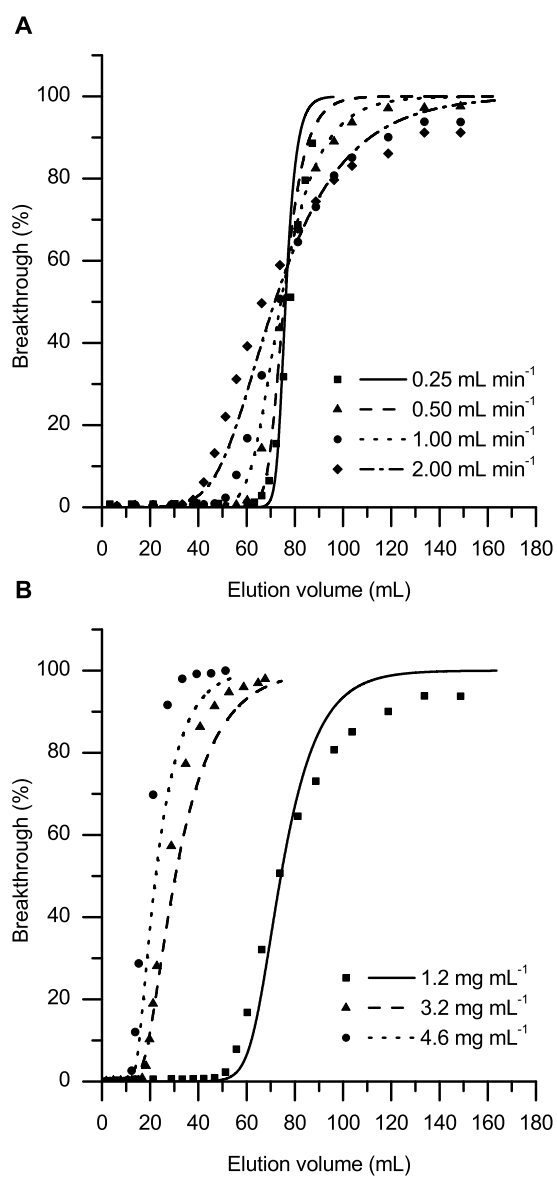 A
Breakthrough (%)
100
80
60
40
20
0
0.25 mL min⁻¹
0.50 mL min⁻¹
1.00 mL min⁻¹
2.00 mL min⁻¹
0 20 40 60 80 100 120 140 160 180
Elution volume (mL)
B
Breakthrough (%)
100
80
60
40
20
0
1.2 mg mL⁻¹
3.2 mg mL⁻¹
4.6 mg mL⁻¹
0 20 40 60 80 100 120 140 160 180
Elution volume (mL)